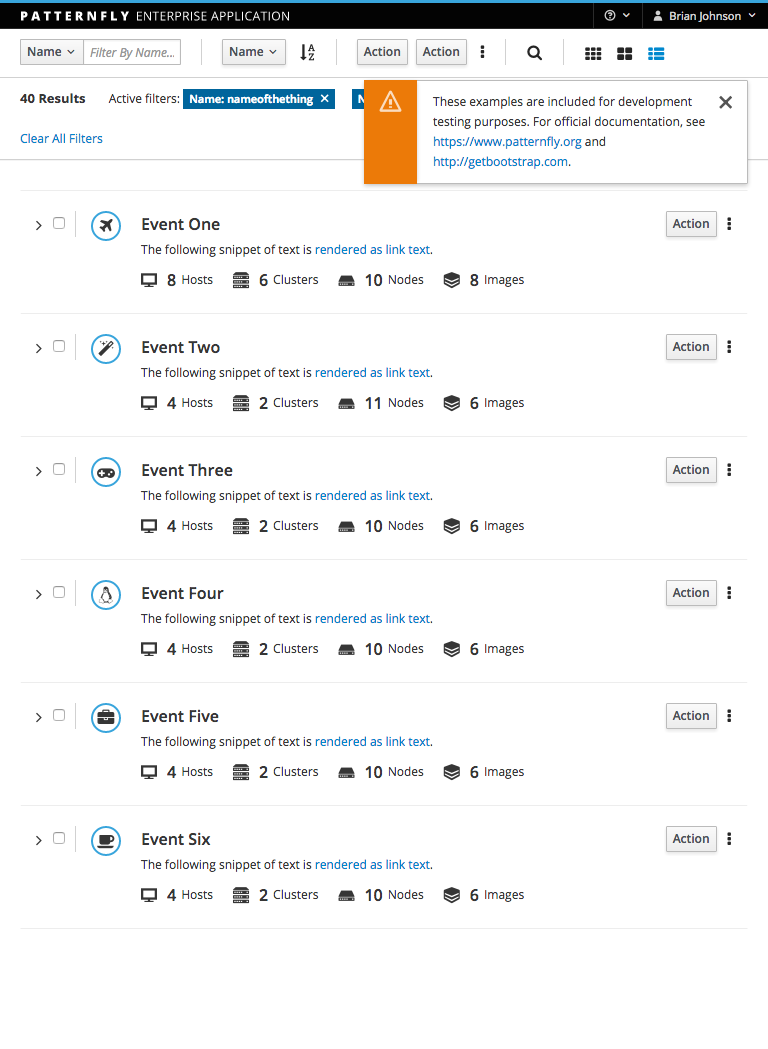 PATTERNFLY ENTERPRISE APPLICATION
Brian Johnson
Name Filter By Name... Name Action Action
40 Results Active filters: Name: nameofthething ×
Clear All Filters
These examples are included for development
testing purposes. For official documentation, see
https://www.patternfly.org and
http://getbootstrap.com.
Event One Action
The following snippet of text is rendered as link text.
8 Hosts 6 Clusters 10 Nodes 8 Images
Event Two Action
The following snippet of text is rendered as link text.
4 Hosts 2 Clusters 11 Nodes 6 Images
Event Three Action
The following snippet of text is rendered as link text.
4 Hosts 2 Clusters 10 Nodes 6 Images
Event Four Action
The following snippet of text is rendered as link text.
4 Hosts 2 Clusters 10 Nodes 6 Images
Event Five Action
The following snippet of text is rendered as link text.
4 Hosts 2 Clusters 10 Nodes 6 Images
Event Six Action
The following snippet of text is rendered as link text.
4 Hosts 2 Clusters 10 Nodes 6 Images